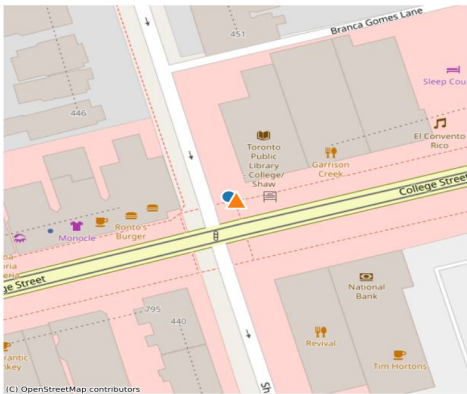 451
Branca Gomes Lane
Sleep Cou
446
Toronto
Public
Library
- College/
Shaw
El Convento
Rico
Garrison
Creek
College Street
Monocle
Ronto's
Burger
ge Street
National
Bank
795
440
Revival
Tim Hortons
Sh
(C) OpenStreetMap contributors